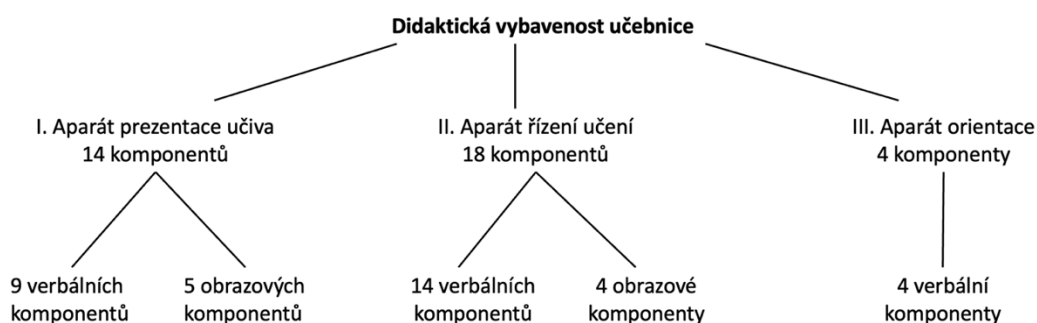 Didaktická vybavenost učebnice
I. Aparát prezentace učiva
14 komponentů
II. Aparát řízení učení
18 komponentů
III. Aparát orientace
4 komponenty
9 verbálních
komponentů
5 obrazových
komponentů
14 verbálních
komponentů
4 obrazové
komponenty
4 verbální
komponenty